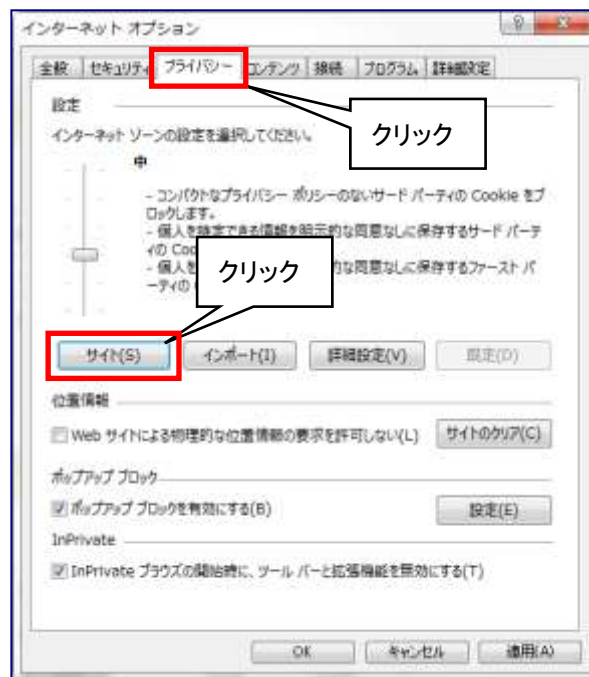 インターネット オプション
全般 セキュリティ プライバシー コンテンツ 接続 プログラム 詳細設定
クリック
設定
インターネット ゾーンの設定を選択してください。
中
- コンパクトなプライバシー ポリシーのないサード パーティの Cookie をブ
ロックします。
- 個人を特定できる情報を明示的な同意なしに保存するサード パーテ
ィの Coo
- 個人を
的な同意なしに保存するファースト パ
ーティの
クリック
サイト(S) インポート(I) 詳細設定(V) 既定(D)
位置情報
Web サイトによる物理的な位置情報の要求を許可しない(L) サイトのクリア(C)
ポップアップ ブロック
ポップアップ ブロックを有効にする(B) 設定(E)
InPrivate
InPrivate ブラウズの開始時に、ツール バーと拡張機能を無効にする(T)
OK キャンセル 適用(A)